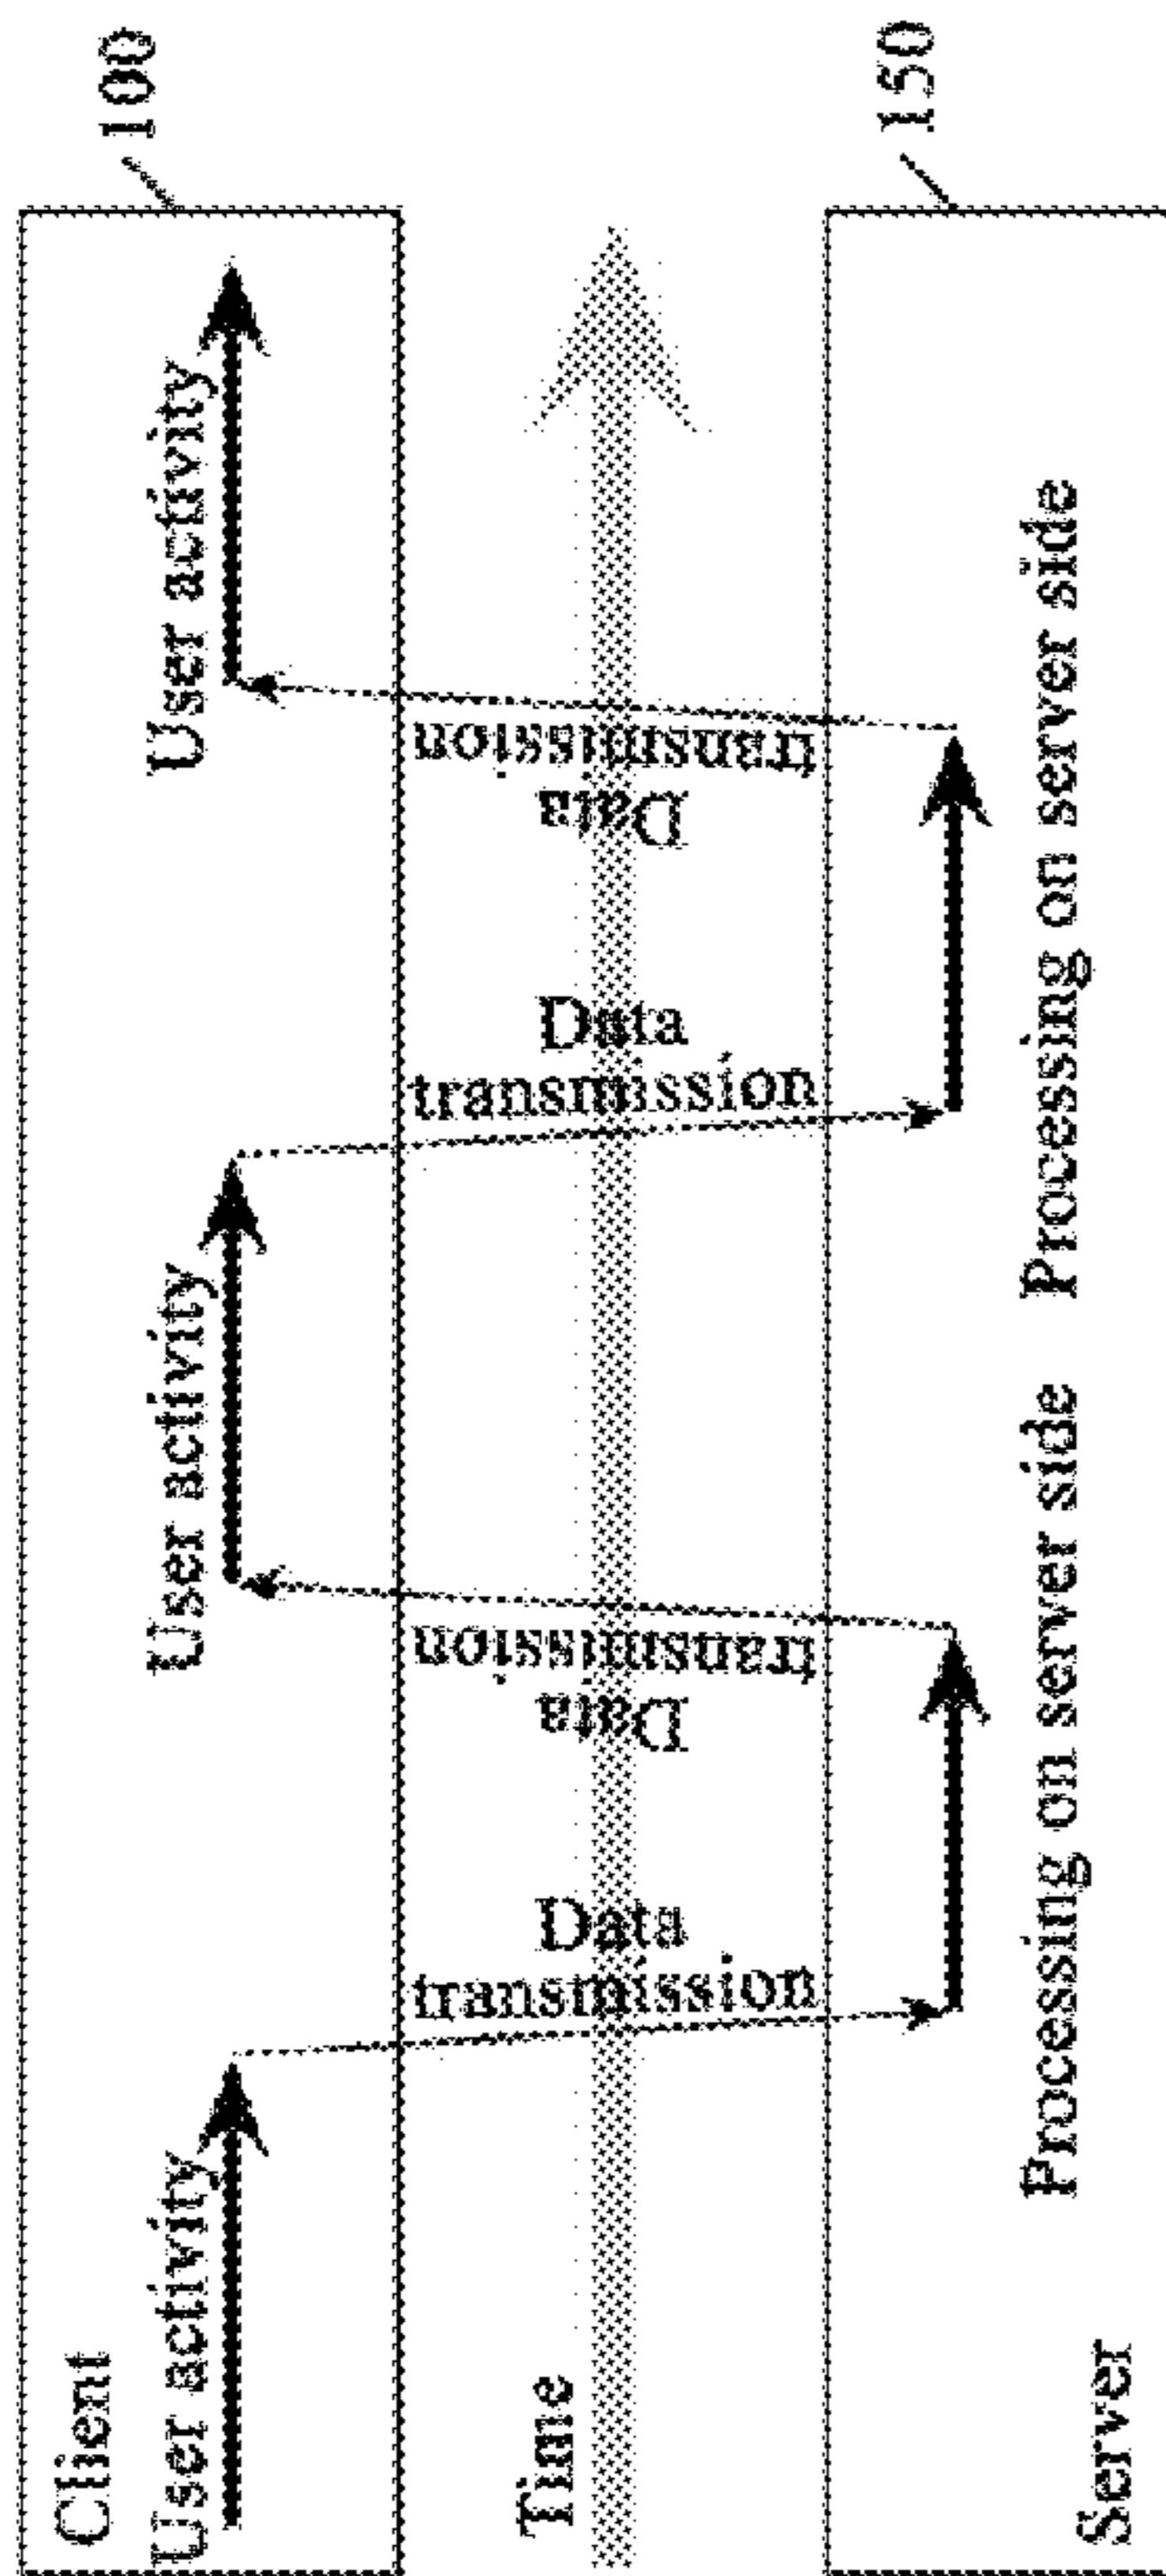 Client
100
User activity
User activity
User activity
Time
Data
transmission
Data
transmission
Data
transmission
Data
transmission
Processing on server side
Processing on server side
Server
150